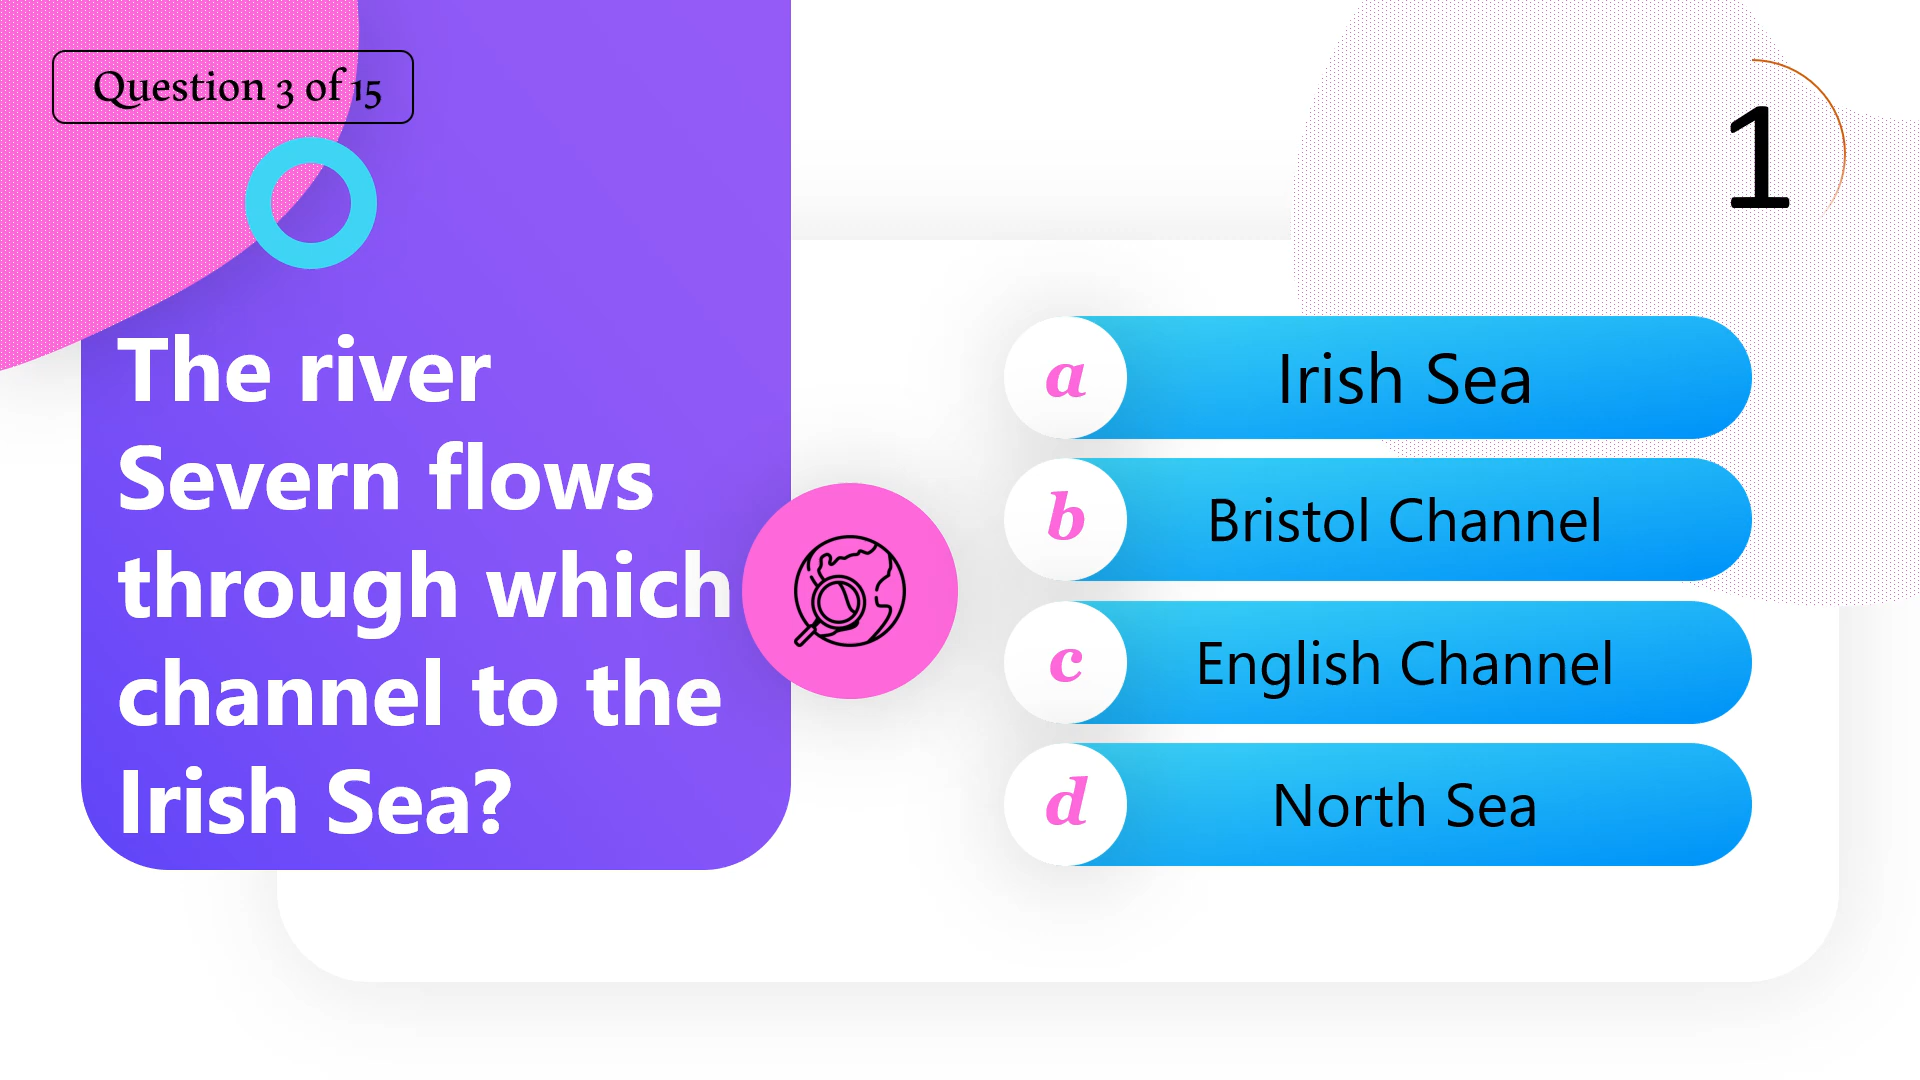 Question 3 of 15
1
The river
Severn flows
through which
channel to the
Irish Sea?
a Irish Sea
b Bristol Channel
c English Channel
d North Sea